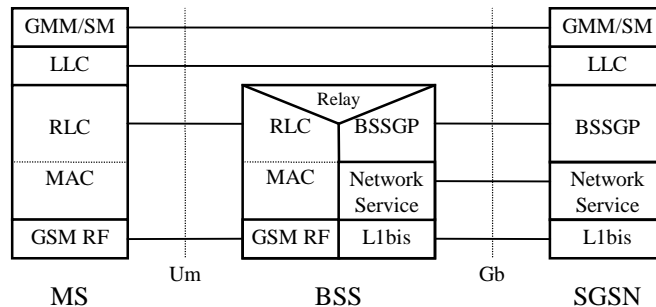 GMM/SM
GMM/SM
LLC
LLC
Relay
RLC
RLC
BSSGP
BSSGP
MAC
MAC
Network
Service
Network
Service
GSM RF
GSM RF
L1bis
L1bis
Um
Gb
MS
BSS
SGSN